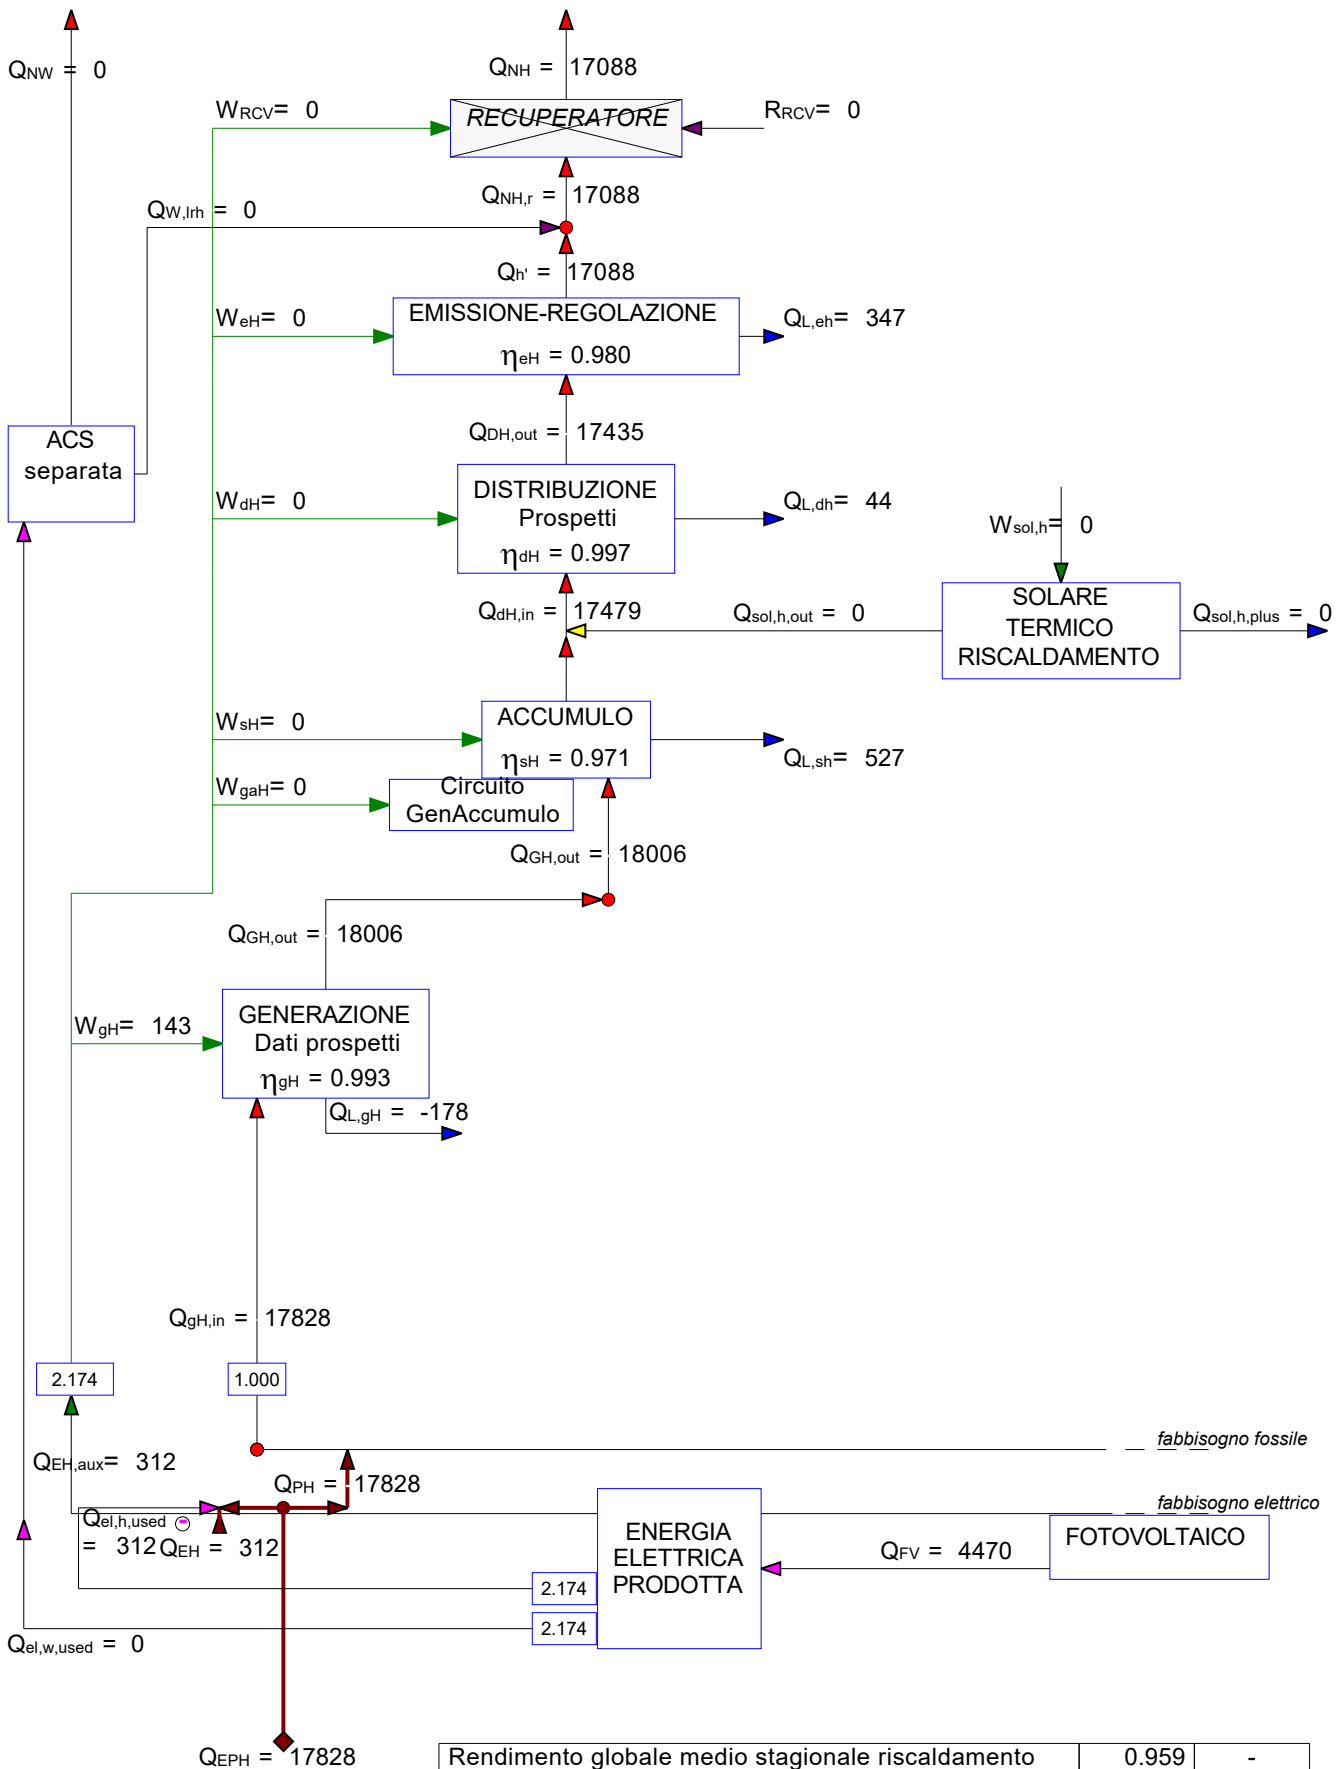 QNW = 0
QNH = 17088
WRCV= 0
RECUPERATORE
RRCV= 0
QNH,r = 17088
QW,lrh = 0
Qh' = 17088
WeH= 0
EMISSIONE-REGOLAZIONE
ηeH = 0.980
QL,eh= 347
QDH,out = 17435
ACS
separata
WdH= 0
DISTRIBUZIONE
Prospetti
ηdH = 0.997
QL,dh= 44
Wsol,h= 0
QdH,in = 17479
Qsol,h,out = 0
SOLARE
TERMICO
RISCALDAMENTO
Qsol,h,plus = 0
WsH= 0
ACCUMULO
ηsH = 0.971
QL,sh= 527
WgaH= 0
Circuito
GenAccumulo
QGH,out = 18006
QGH,out = 18006
WgH= 143
GENERAZIONE
Dati prospetti
ηgH = 0.993
QL,gH = -178
QgH,in = 17828
2.174
1.000
fabbisogno fossile
QEH,aux= 312
QPH = 17828
fabbisogno elettrico
Qel,h,used
= 312
QEH = 312
ENERGIA
ELETTRICA
PRODOTTA
QFV = 4470
FOTOVOLTAICO
2.174
2.174
Qel,w,used = 0
QEPH = 17828
Rendimento globale medio stagionale riscaldamento 0.959 -